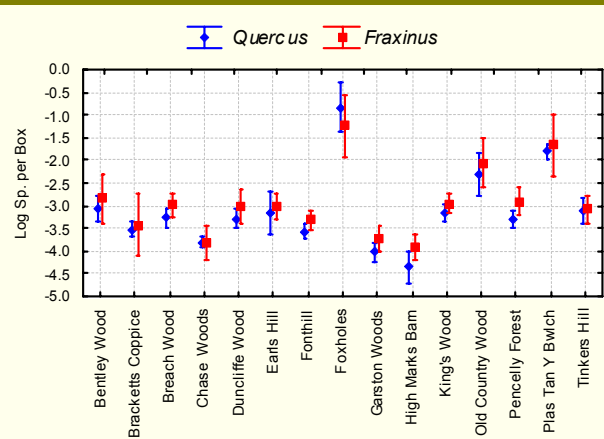 Quercus Fraxinus
Log Sp. per Box
0.0
-0.5
-1.0
-1.5
-2.0
-2.5
-3.0
-3.5
-4.0
-4.5
-5.0
Bentley Wood
Bracketts Coppice
Breach Wood
Chase Woods
Duncliffe Wood
Earls Hill
Fonthill
Foxholes
Garston Woods
High Marks Barn
King's Wood
Old Country Wood
Pencelly Forest
Plas Tan Y Bwlch
Tinkers Hill